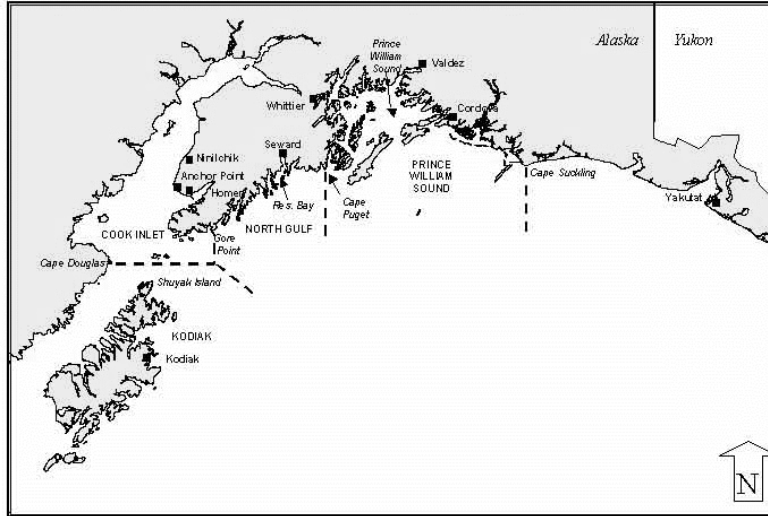 Prince
William
Sound
Alaska
Yukon
Valdez
Whittier
Cordova
Seward
Ninilchik
PRINCE
WILLIAM
SOUND
Cape Suckling
Anchor Point
Homer
Res. Bay
Cape
Puget
Yakutat
COOK INLET
NORTH GULF
Gore
Point
Cape Douglas
Shuyak Island
KODIAK
Kodiak
N